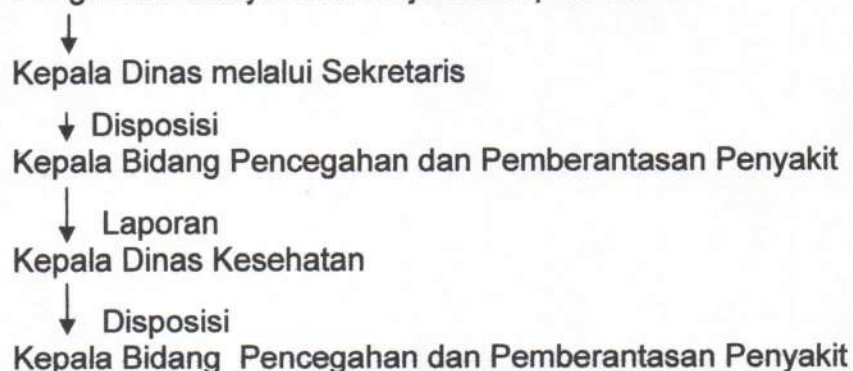 Kepala Dinas melalui Sekretaris
Disposisi
Kepala Bidang Pencegahan dan Pemberantasan Penyakit
Laporan
Kepala Dinas Kesehatan
Disposisi
Kepala Bidang Pencegahan dan Pemberantasan Penyakit